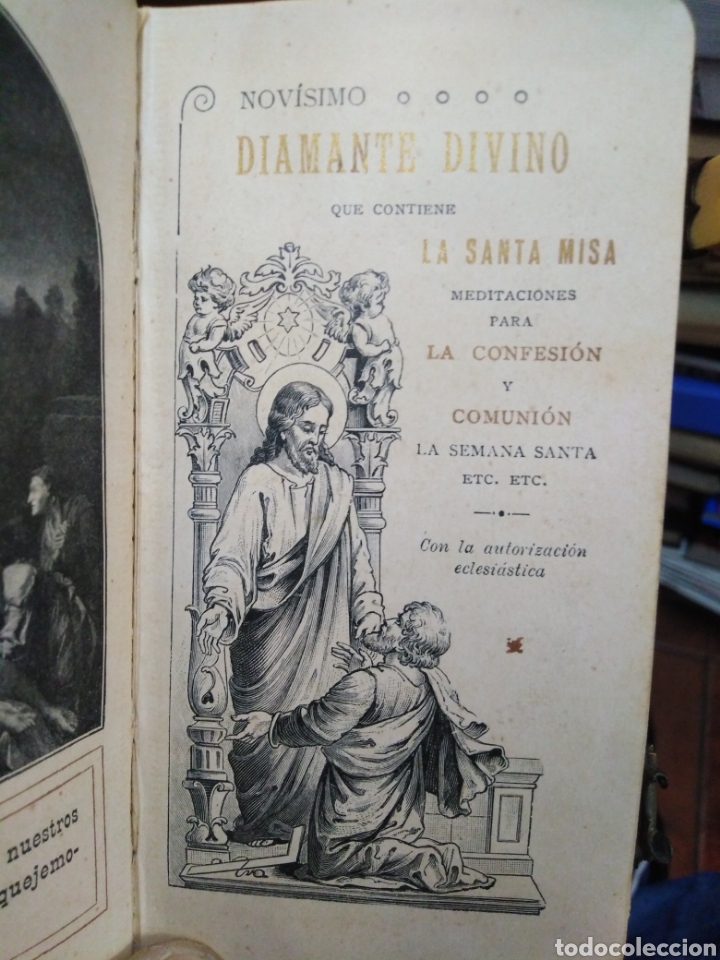 nuestros
quejemo-
NOVÍSIMO
DIAMANTE DIVINO
QUE CONTIENE
LA SANTA MISA
MEDITACIONES
PARA
LA CONFESIÓN
Y
COMUNIÓN
LA SEMANA SANTA
ETC. ETC.
Con la autorización
eclesiástica
todocoleccion